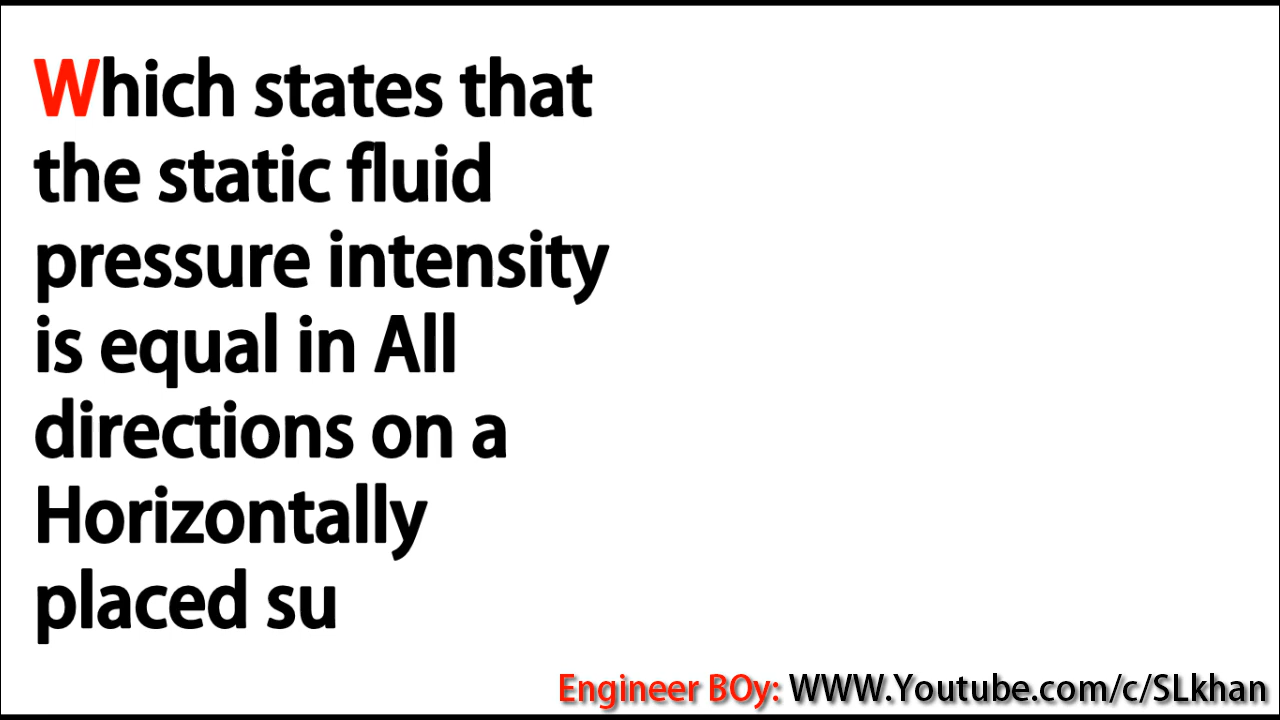 Which states that
the static fluid
pressure intensity
is equal in All
directions on a
Horizontally
placed su
Engineer BOy: WWW.Youtube.com/c/SLkhan